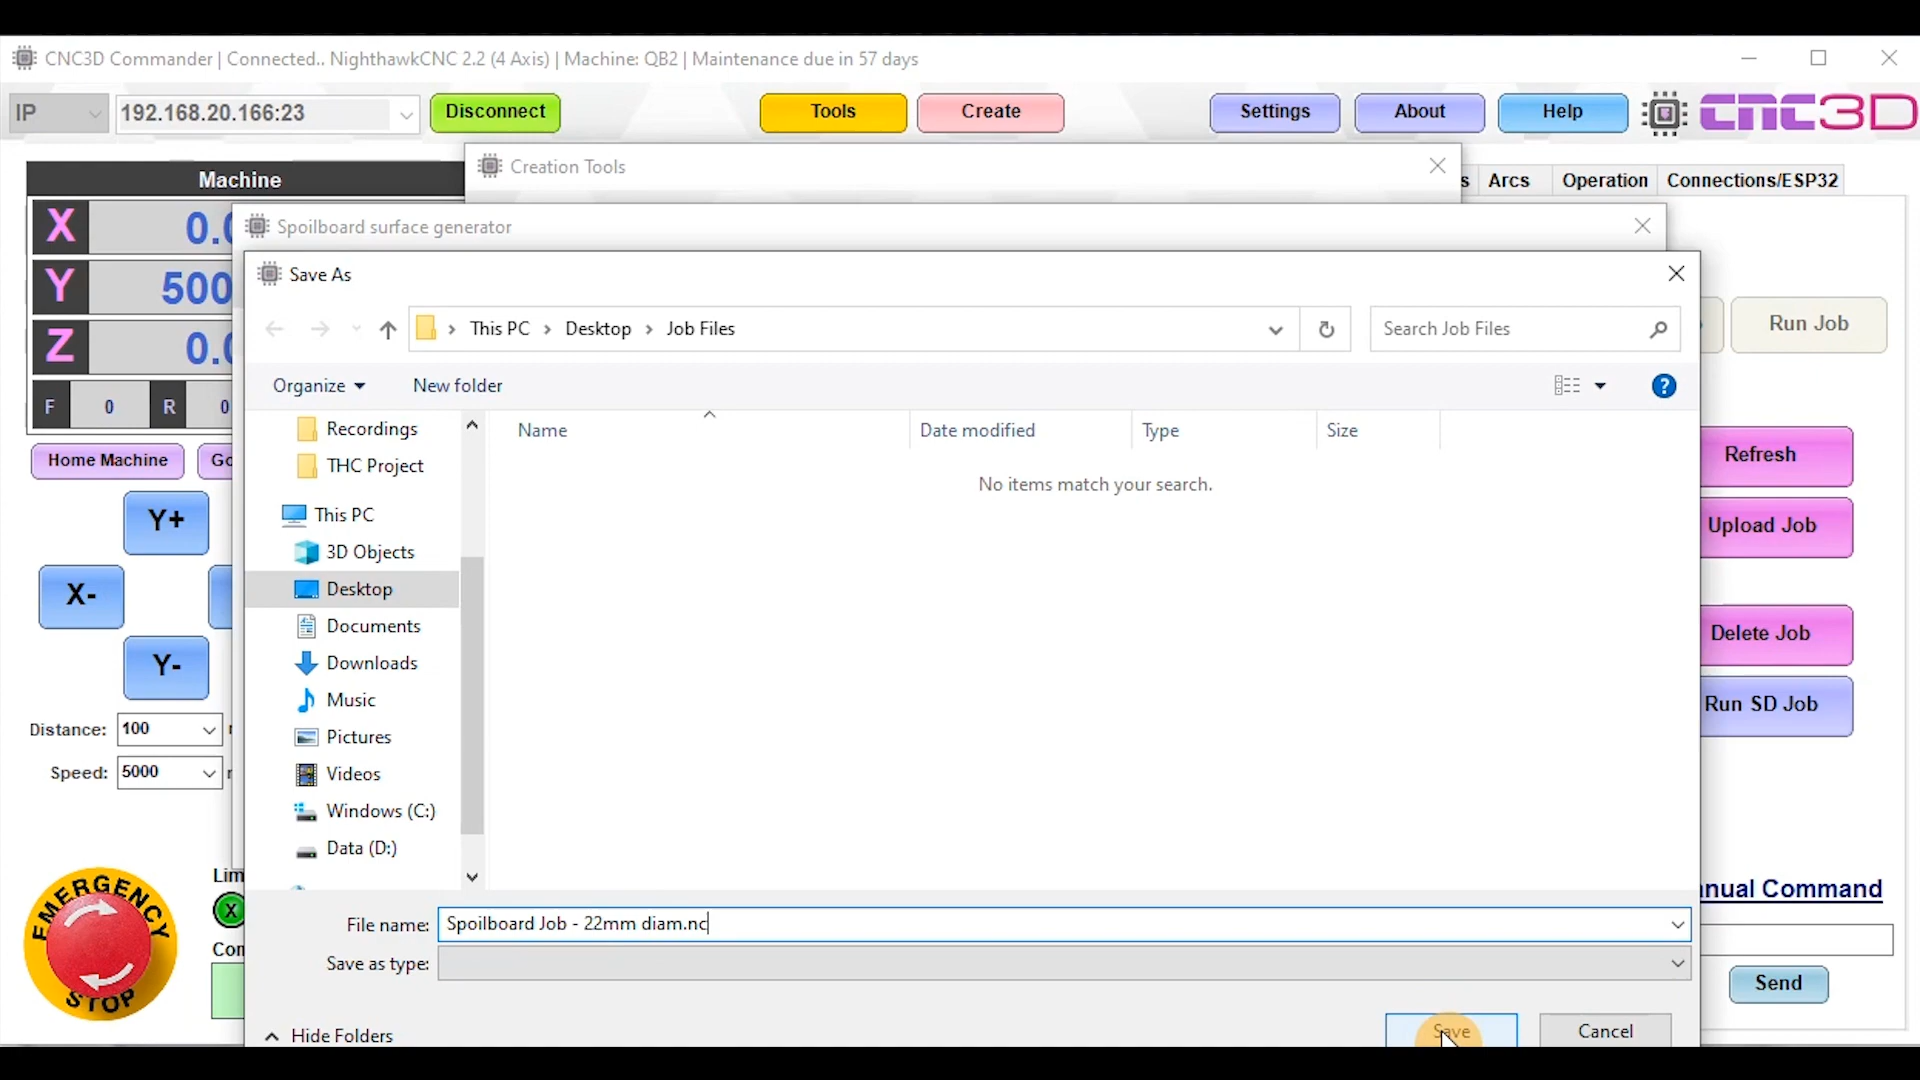 CNC3D Commander | Connected.. NighthawkCNC 2.2 (4 Axis) | Machine: QB2 | Maintenance due in 57 days
IP
192.168.20.166:23
Disconnect
Tools
Create
Settings
About
Help
CNC3D
Machine
Creation Tools
s
Arcs
Operation
Connections/ESP32
X
0.0
Spoilboard surface generator
Save As
Y
500
This PC
Desktop
Job Files
Search Job Files
Run Job
Z
0.0
Organize
New folder
F
0
R
0
Recordings
Name
Date modified
Type
Size
Home Machine
Go
THC Project
No items match your search.
Refresh
Y+
This PC
Upload Job
3D Objects
X-
Desktop
Documents
Delete Job
Y-
Downloads
Music
Run SD Job
Distance:
100
Pictures
Speed:
5000
Videos
Windows (C:)
Data (D:)
EMERGENCY
STOP
Lim
X
Com
nual Command
File name:
Spoilboard Job - 22mm diam.nc
Save as type:
Send
Hide Folders
Save
Cancel